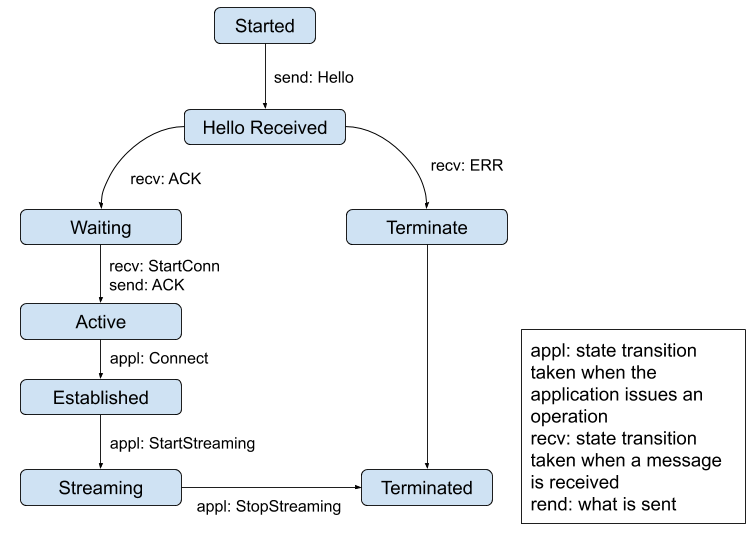 Started
send: Hello
Hello Received
recv: ACK
recv: ERR
Waiting
Terminate
recv: StartConn
send: ACK
Active
appl: Connect
Established
appl: StartStreaming
Streaming
appl: StopStreaming
Terminated
appl: state transition
taken when the
application issues an
operation
recv: state transition
taken when a message
is received
rend: what is sent